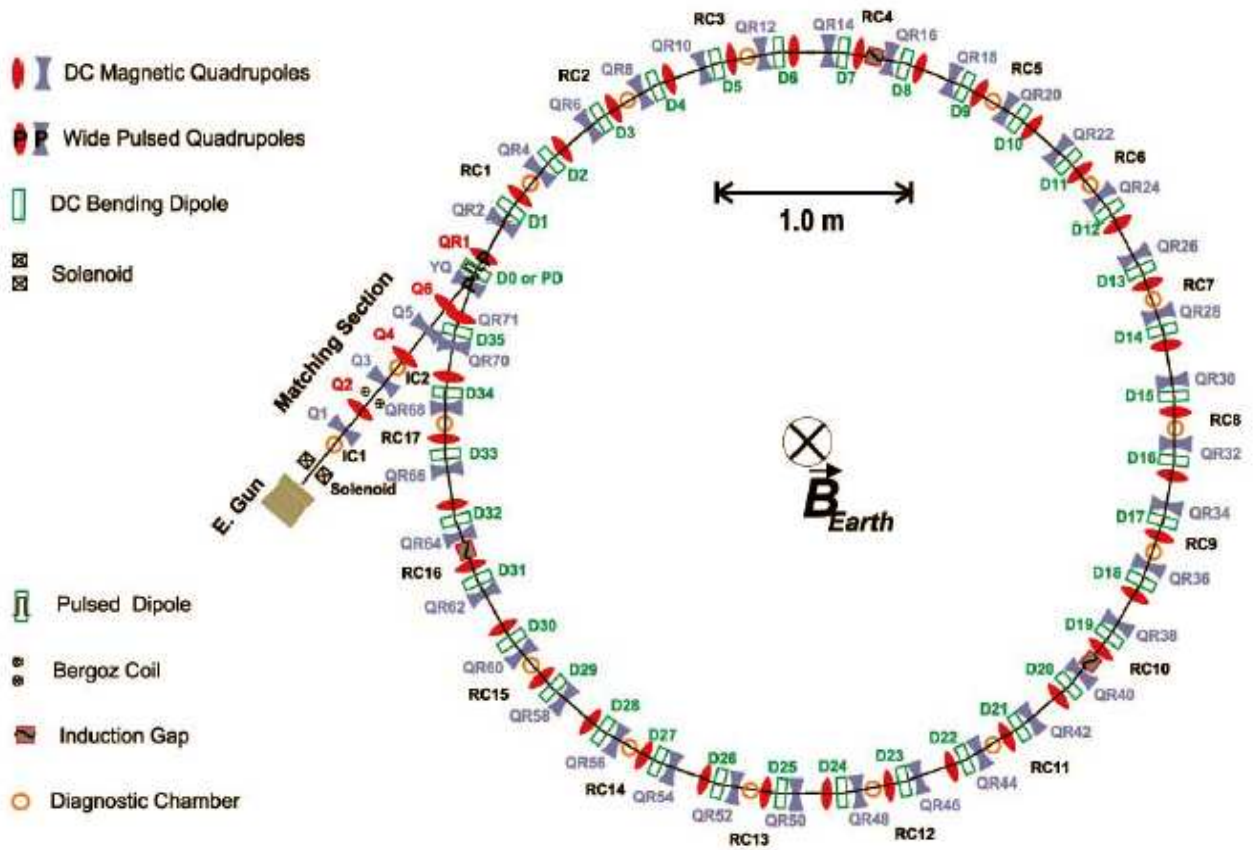 DC Magnetic Quadrupoles
P P Wide Pulsed Quadrupoles
DC Bending Dipole
Solenoid
Pulsed Dipole
Bergoz Coil
Induction Gap
Diagnostic Chamber
E. Gun
Solenoid
IC1
Q1
Q2
Q3
IC2
Q4
Q5
Q6
Matching Section
YQ
QR1
D0 or PD
QR2
D1
RC1
QR4
D2
QR6
RC2
D3
QR8
D4
QR10
RC3
D5
QR12
D6
QR14
D7
RC4
QR16
D8
QR18
D9
RC5
QR20
D10
QR22
D11
RC6
QR24
D12
QR26
D13
RC7
QR28
D14
QR30
D15
RC8
QR32
D16
QR34
D17
RC9
QR36
D18
QR38
D19
RC10
QR40
D20
QR42
D21
RC11
QR44
D22
QR46
D23
RC12
QR48
D24
QR50
D25
RC13
QR52
D26
QR54
D27
RC14
QR56
D28
QR58
D29
RC15
QR60
D30
QR62
D31
RC16
QR64
D32
QR66
D33
RC17
QR68
D34
QR70
D35
QR71
1.0 m
B Earth